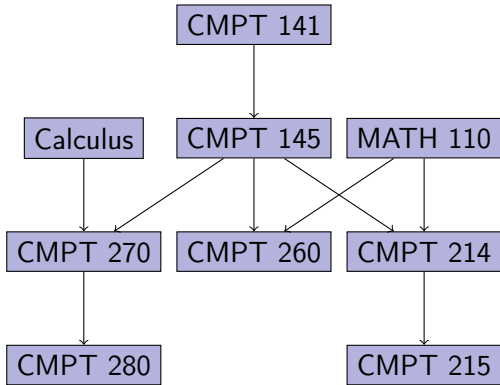 CMPT 141
Calculus
CMPT 145
MATH 110
CMPT 270
CMPT 260
CMPT 214
CMPT 280
CMPT 215